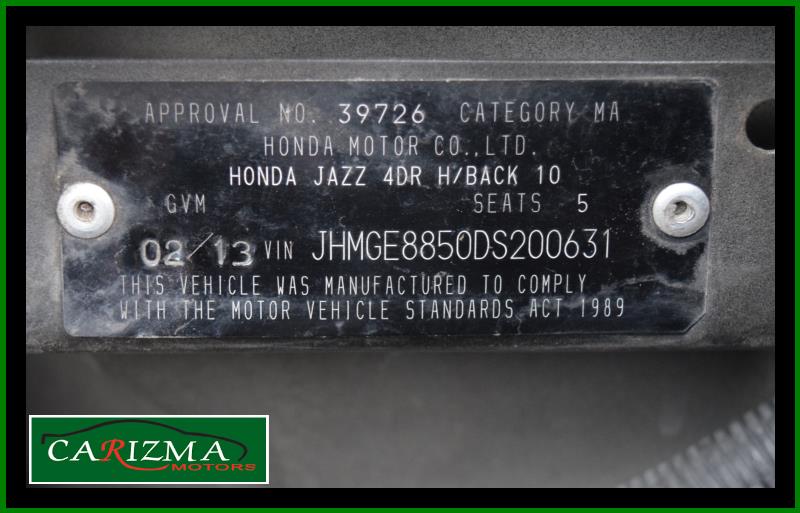 APPROVAL NO. 39726 CATEGORY MA
HONDA MOTOR CO.,LTD.
HONDA JAZZ 4DR H/BACK 10
GVM SEATS 5
02/13 VIN JHMGE8850DS200631
THIS VEHICLE WAS MANUFACTURED TO COMPLY
WITH THE MOTOR VEHICLE STANDARDS ACT 1989
CARIZMA
MOTORS